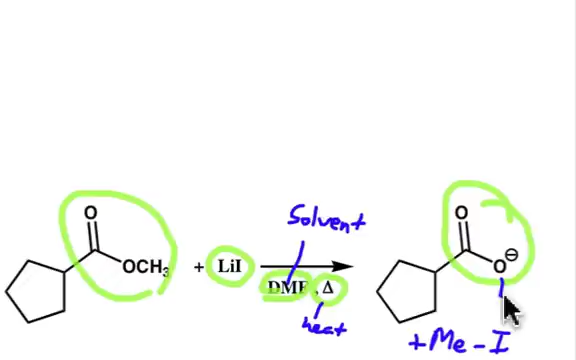 Solvent
O
OCH₃ + LiI
DMF , Δ
heat
O
O⊖
+ Me - I